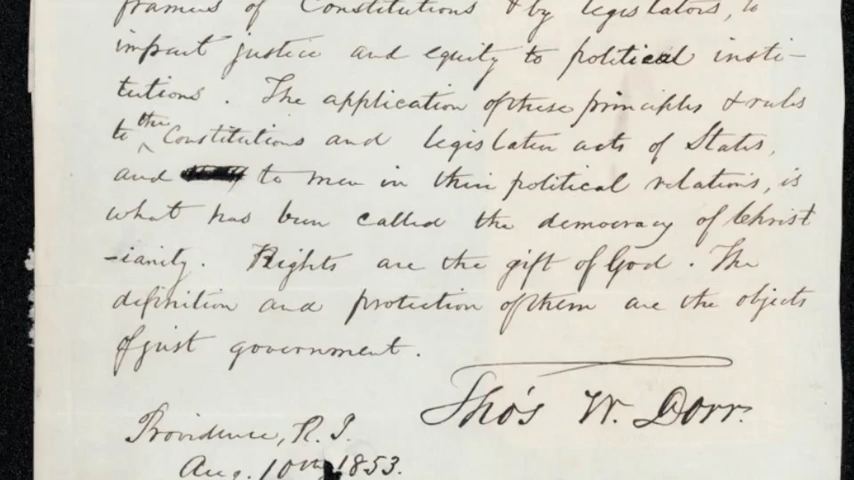 framers of Constitutions & by legislators, to
impart justice and equity to political insti-
tutions. The application of these principles & rules
to the Constitutions and legislative acts of States,
and to men in their political relations, is
what has been called the democracy of Christ
-ianity. Rights are the gift of God. The
definition and protection of them are the objects
of just government.
Tho's W. Dorr.
Providence, R. I.
Aug. 10th 1853.